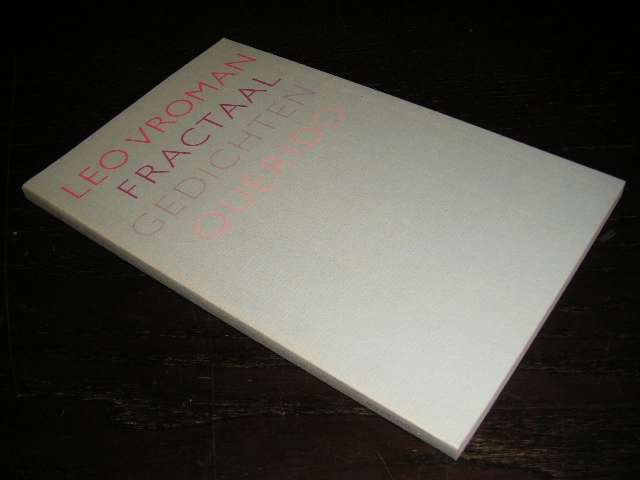 LEO VROMAN
FRACTAAL
GEDICHTEN
QUERIDO